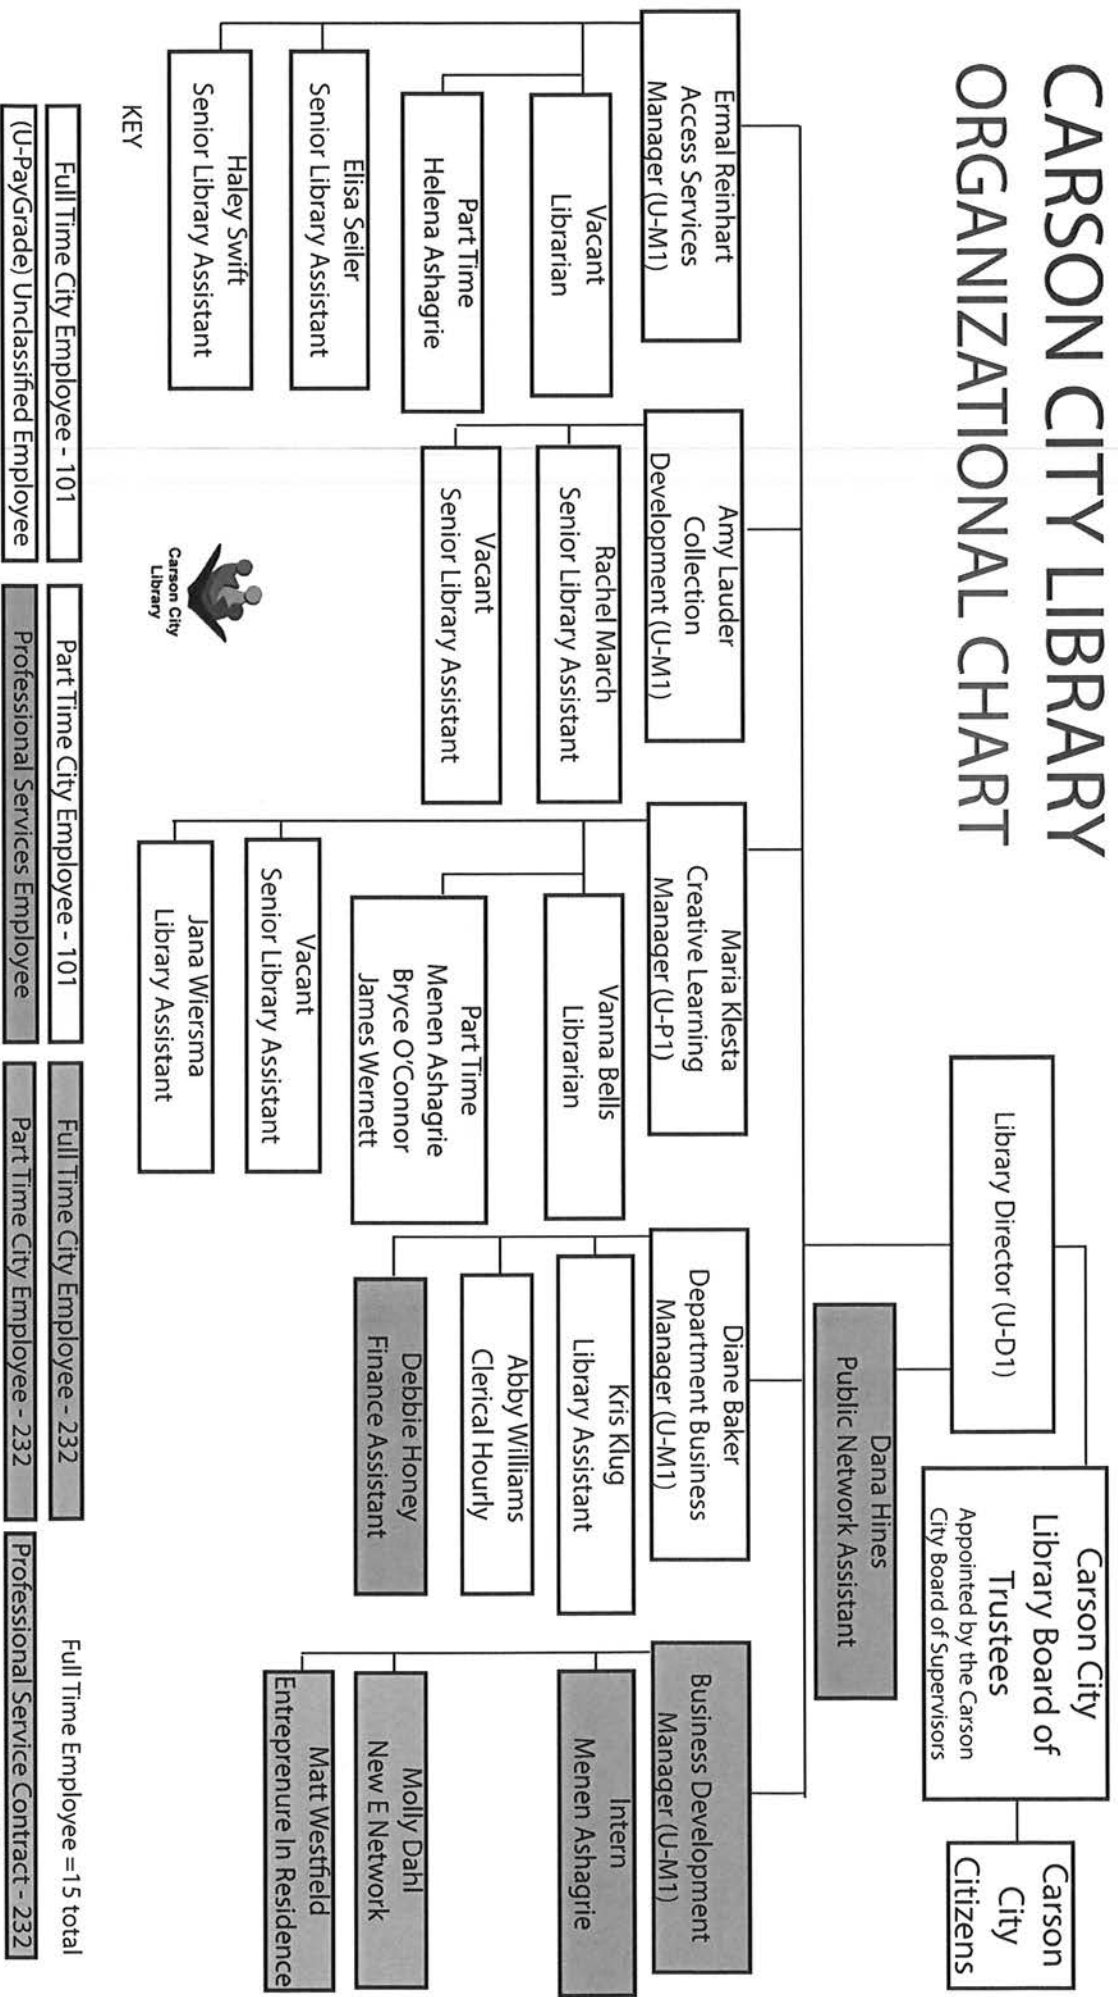 CARSON CITY LIBRARY
ORGANIZATIONAL CHART
Carson City
Library Board of
Trustees
Appointed by the Carson
City Board of Supervisors
Carson
City
Citizens
Library Director (U-D1)
Dana Hines
Public Network Assistant
Ermal Reinhart
Access Services
Manager (U-M1)
Vacant
Librarian
Part Time
Helena Ashagrie
Elisa Seiler
Senior Library Assistant
Haley Swift
Senior Library Assistant
Amy Lauder
Collection
Development (U-M1)
Rachel March
Senior Library Assistant
Vacant
Senior Library Assistant
Maria Klesta
Creative Learning
Manager (U-P1)
Vanna Bells
Librarian
Part Time
Menen Ashagrie
Bryce O'Connor
James Wernett
Vacant
Senior Library Assistant
Jana Wiersma
Library Assistant
Diane Baker
Department Business
Manager (U-M1)
Kris Klug
Library Assistant
Abby Williams
Clerical Hourly
Debbie Honey
Finance Assistant
Business Development
Manager (U-M1)
Intern
Menen Ashagrie
Molly Dahl
New E Network
Matt Westfield
Entreprenure In Residence
Carson City
Library
KEY
Full Time City Employee - 101
Part Time City Employee - 101
Full Time City Employee - 232
Full Time Employee =15 total
(U-PayGrade) Unclassified Employee
Professional Services Employee
Part Time City Employee - 232
Professional Service Contract - 232